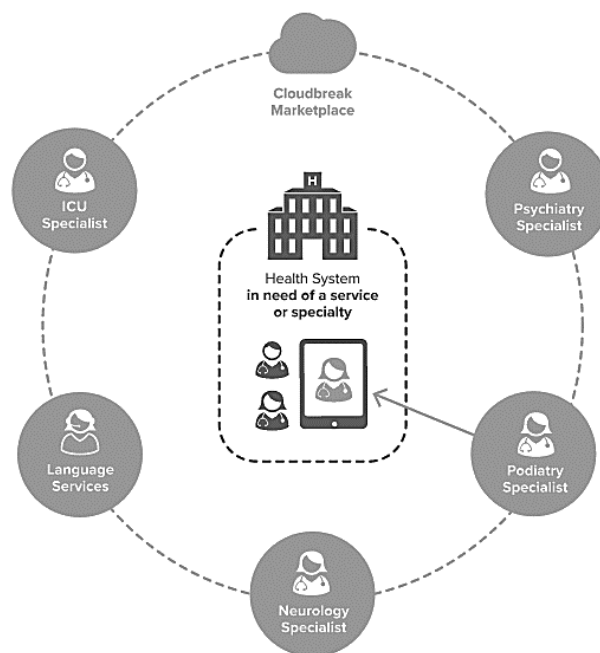 Cloudbreak
Marketplace
ICU
Specialist
Psychiatry
Specialist
H
Health System
in need of a service
or specialty
Language
Services
Podiatry
Specialist
Neurology
Specialist